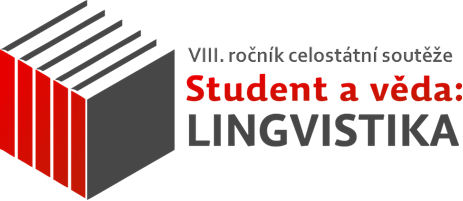 VIII. ročník celostátní soutěže
Student a věda:
LINGVISTIKA